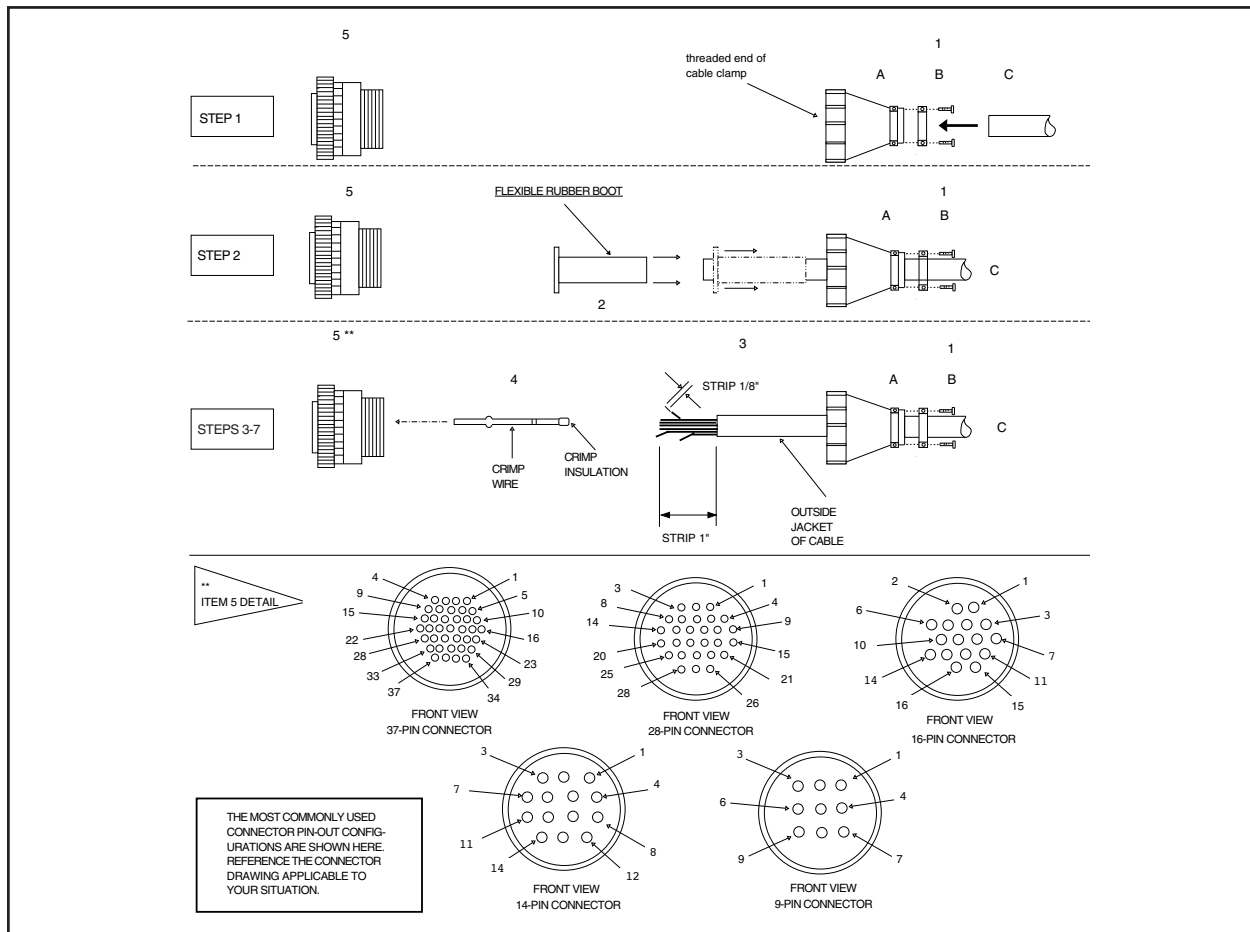 5
1
threaded end of
cable clamp
A B C
STEP 1
5
1
FLEXIBLE RUBBER BOOT
A B
STEP 2
C
2
5 **
3
1
4
STRIP 1/8"
A B
STEPS 3-7
C
CRIMP
WIRE
CRIMP
INSULATION
STRIP 1"
OUTSIDE
JACKET
OF CABLE
**
ITEM 5 DETAIL
4 1
9 5
15 10
22 16
28 23
33 29
37 34
FRONT VIEW
37-PIN CONNECTOR
3 1
8 4
14 9
20 15
25 21
28 26
FRONT VIEW
28-PIN CONNECTOR
2 1
6 3
10 7
14 11
16 15
FRONT VIEW
16-PIN CONNECTOR
3 1
7 4
11 8
14 12
FRONT VIEW
14-PIN CONNECTOR
3 1
6 4
9 7
FRONT VIEW
9-PIN CONNECTOR
THE MOST COMMONLY USED
CONNECTOR PIN-OUT CONFIG-
URATIONS ARE SHOWN HERE.
REFERENCE THE CONNECTOR
DRAWING APPLICABLE TO
YOUR SITUATION.